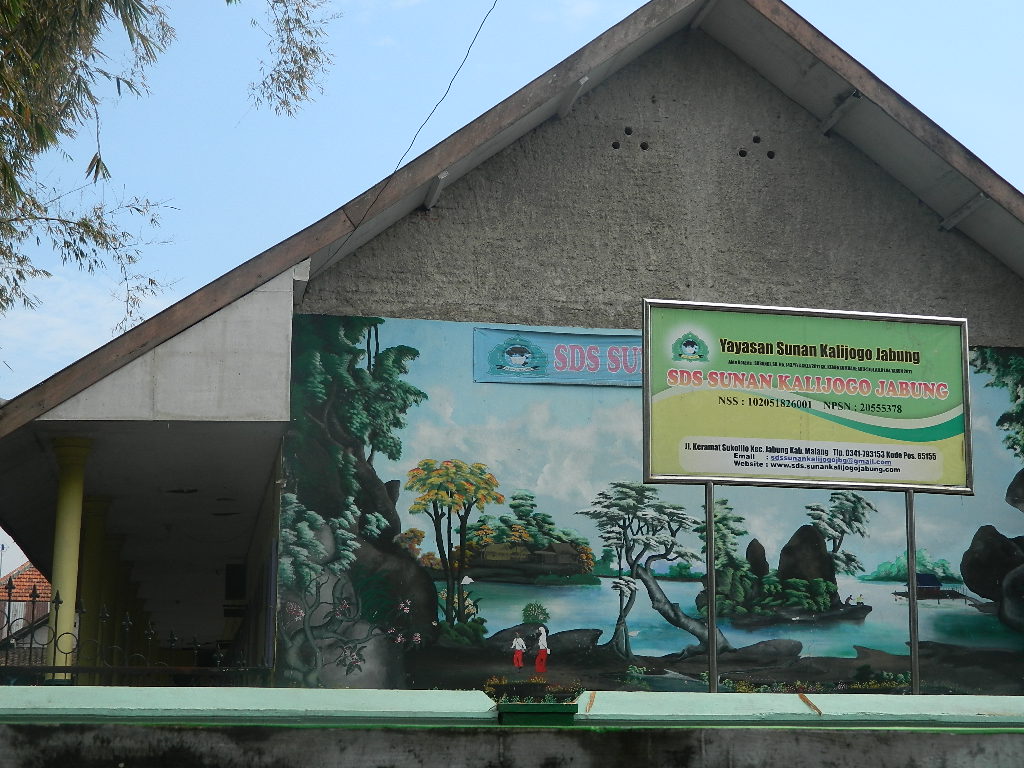 SDS SU
Yayasan Sunan Kalijogo Jabung
SDS SUNAN KALIJOGO JABUNG
NSS : 102051826001 NPSN : 20555378
Jl. Keramat Sukolilo Kec. Jabung Kab. Malang Tlp. 0341-793153 Kode Pos. 65155
Email : sdssunankalijogojbg@gmail.com
Website : www.sds.sunankalijogojabung.com